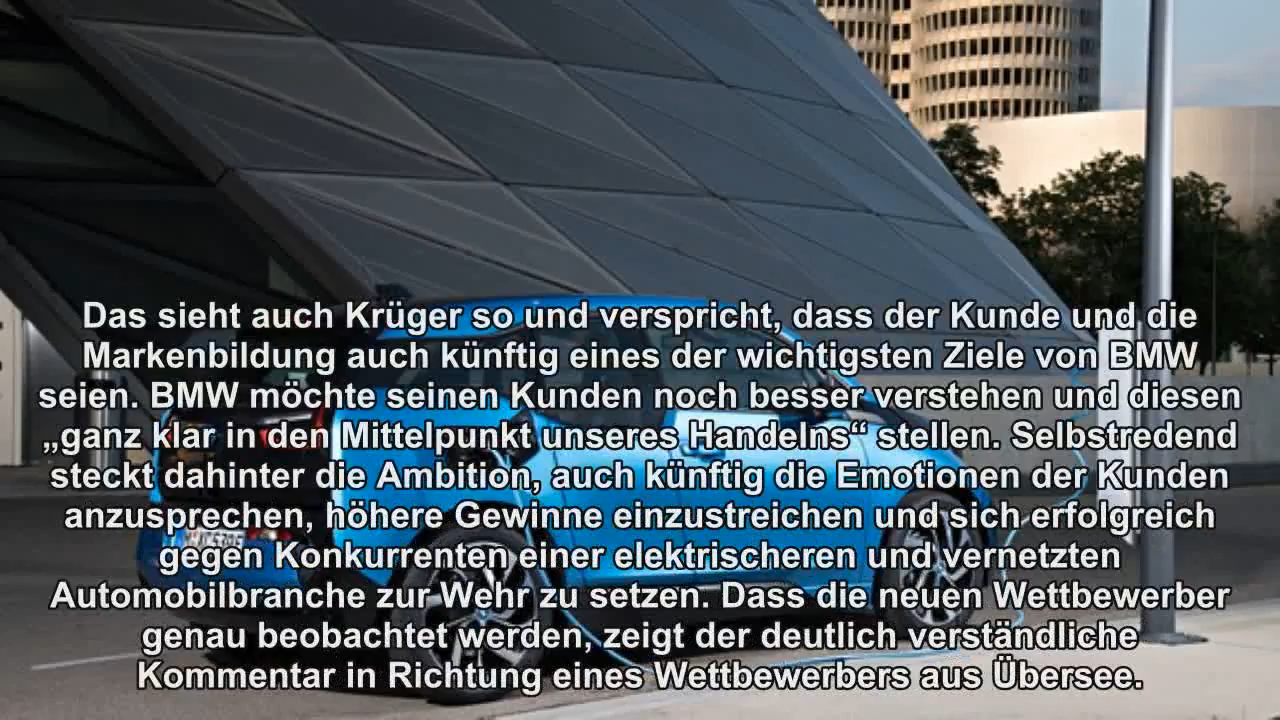 Das sieht auch Krüger so und verspricht, dass der Kunde und die
Markenbildung auch künftig eines der wichtigsten Ziele von BMW
seien. BMW möchte seinen Kunden noch besser verstehen und diesen
„ganz klar in den Mittelpunkt unseres Handelns“ stellen. Selbstredend
steckt dahinter die Ambition, auch künftig die Emotionen der Kunden
anzusprechen, höhere Gewinne einzustreichen und sich erfolgreich
gegen Konkurrenten einer elektrischeren und vernetzten
Automobilbranche zur Wehr zu setzen. Dass die neuen Wettbewerber
genau beobachtet werden, zeigt der deutlich verständliche
Kommentar in Richtung eines Wettbewerbers aus Übersee.